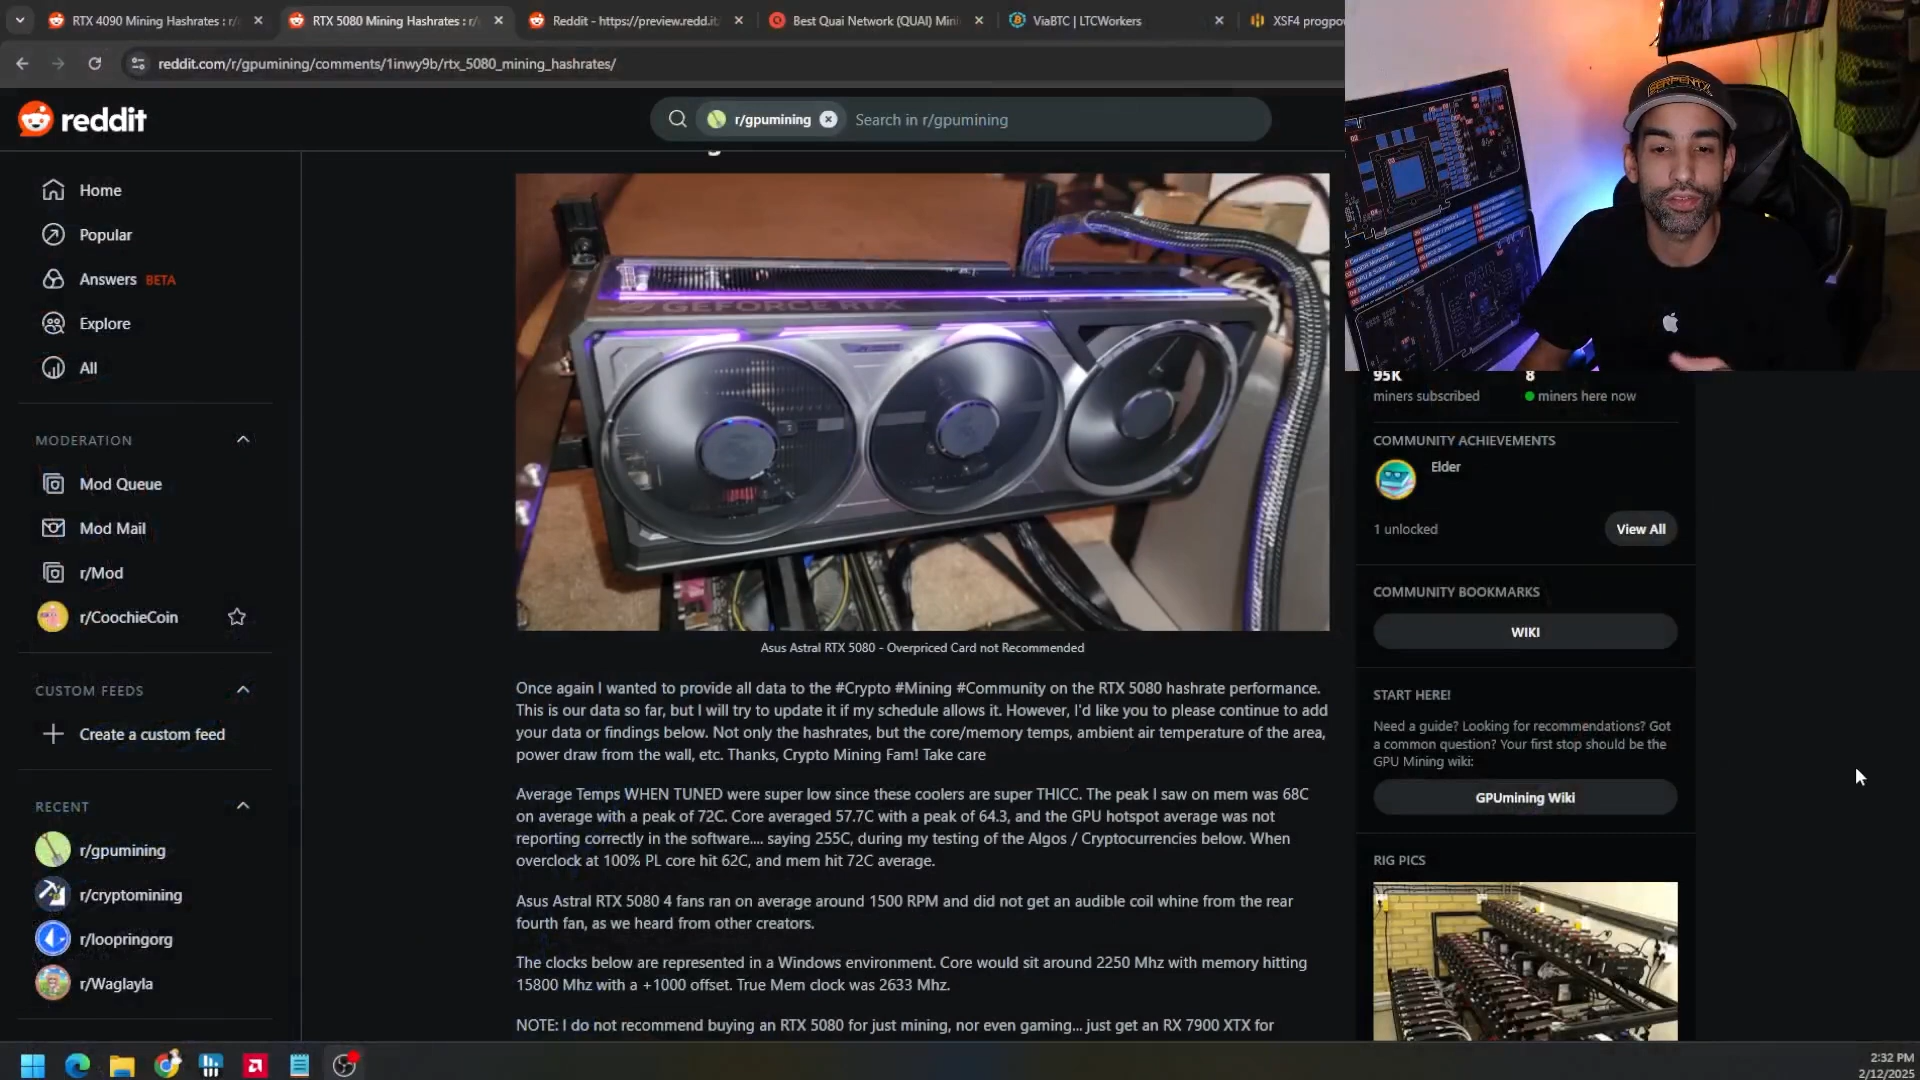 RTX 4090 Mining Hashrates : r/
RTX 5080 Mining Hashrates : r/
Reddit - https://preview.redd.it
Best Quai Network (QUAI) Mini
ViaBTC | LTCWorkers
XSF4 progpow
reddit.com/r/gpumining/comments/1inwy9b/rtx_5080_mining_hashrates/
reddit
r/gpumining
Search in r/gpumining
SERPENTX
Home
Popular
Answers BETA
Explore
All
MODERATION
Mod Queue
Mod Mail
r/Mod
r/CoochieCoin
CUSTOM FEEDS
Create a custom feed
RECENT
r/gpumining
r/cryptomining
r/loopringorg
r/Waglayla
GEFORCE RTX
Asus Astral RTX 5080 - Overpriced Card not Recommended
Once again I wanted to provide all data to the #Crypto #Mining #Community on the RTX 5080 hashrate performance.
This is our data so far, but I will try to update it if my schedule allows it. However, I'd like you to please continue to add
your data or findings below. Not only the hashrates, but the core/memory temps, ambient air temperature of the area,
power draw from the wall, etc. Thanks, Crypto Mining Fam! Take care
Average Temps WHEN TUNED were super low since these coolers are super THICC. The peak I saw on mem was 68C
on average with a peak of 72C. Core averaged 57.7C with a peak of 64.3, and the GPU hotspot average was not
reporting correctly in the software.... saying 255C, during my testing of the Algos / Cryptocurrencies below. When
overclock at 100% PL core hit 62C, and mem hit 72C average.
Asus Astral RTX 5080 4 fans ran on average around 1500 RPM and did not get an audible coil whine from the rear
fourth fan, as we heard from other creators.
The clocks below are represented in a Windows environment. Core would sit around 2250 Mhz with memory hitting
15800 Mhz with a +1000 offset. True Mem clock was 2633 Mhz.
NOTE: I do not recommend buying an RTX 5080 for just mining, nor even gaming... just get an RX 7900 XTX for
95K
8
miners subscribed
miners here now
COMMUNITY ACHIEVEMENTS
Elder
1 unlocked
View All
COMMUNITY BOOKMARKS
WIKI
START HERE!
Need a guide? Looking for recommendations? Got
a common question? Your first stop should be the
GPU Mining wiki:
GPUmining Wiki
RIG PICS
2:32 PM
2/12/2025